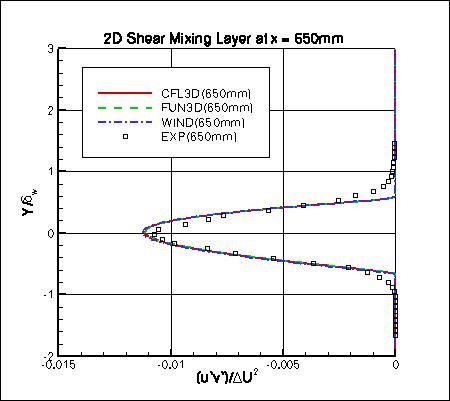 2D Shear Mixing Layer at x = 650mm
CFL3D(650mm)
FUN3D(650mm)
WIND(650mm)
EXP(650mm)
3
2
1
0
-1
-2
Y/δw
-0.015
-0.01
-0.005
0
(u'v')/ΔU²